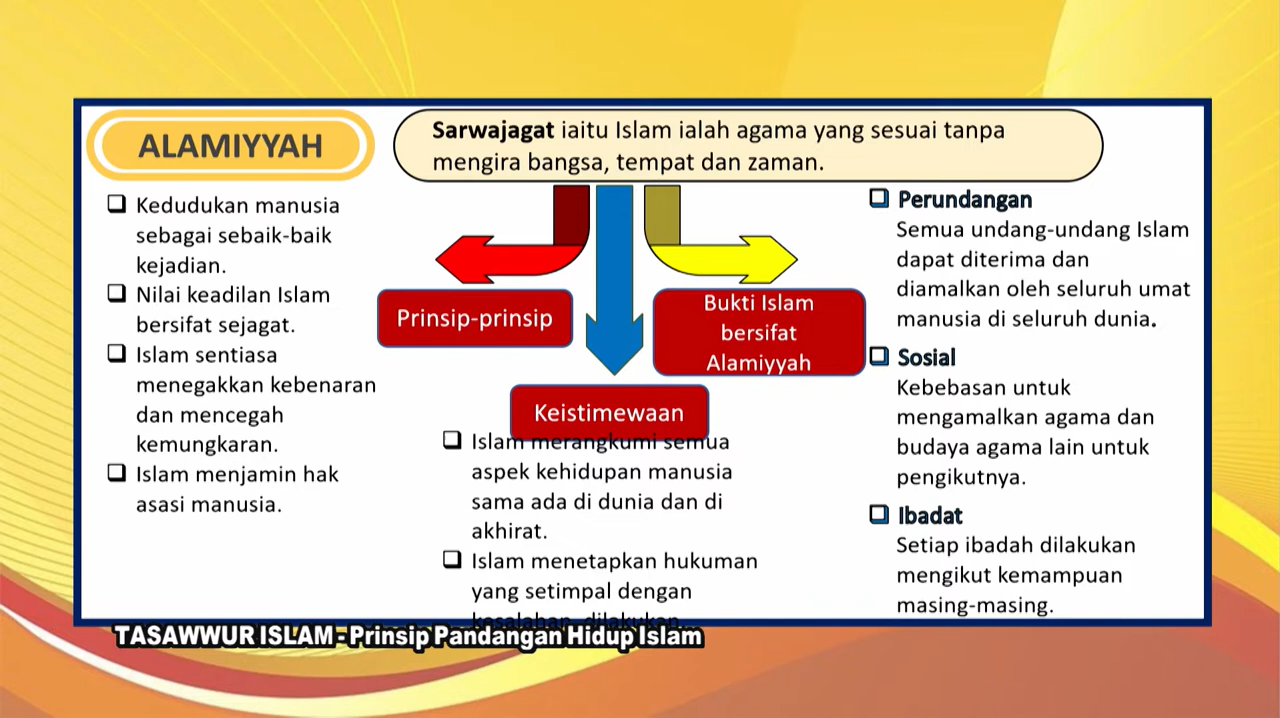 ALAMIYYAH
Sarwajagat iaitu Islam ialah agama yang sesuai tanpa
mengira bangsa, tempat dan zaman.
❑ Kedudukan manusia
sebagai sebaik-baik
kejadian.
❑ Nilai keadilan Islam
bersifat sejagat.
❑ Islam sentiasa
menegakkan kebenaran
dan mencegah
kemungkaran.
❑ Islam menjamin hak
asasi manusia.
Prinsip-prinsip
Keistimewaan
❑ Islam merangkumi semua
aspek kehidupan manusia
sama ada di dunia dan di
akhirat.
❑ Islam menetapkan hukuman
yang setimpal dengan
kesalahan dilakukan
Bukti Islam
bersifat
Alamiyyah
❑ Perundangan
Semua undang-undang Islam
dapat diterima dan
diamalkan oleh seluruh umat
manusia di seluruh dunia.
❑ Sosial
Kebebasan untuk
mengamalkan agama dan
budaya agama lain untuk
pengikutnya.
❑ Ibadat
Setiap ibadah dilakukan
mengikut kemampuan
masing-masing.
TASAWWUR ISLAM - Prinsip Pandangan Hidup Islam